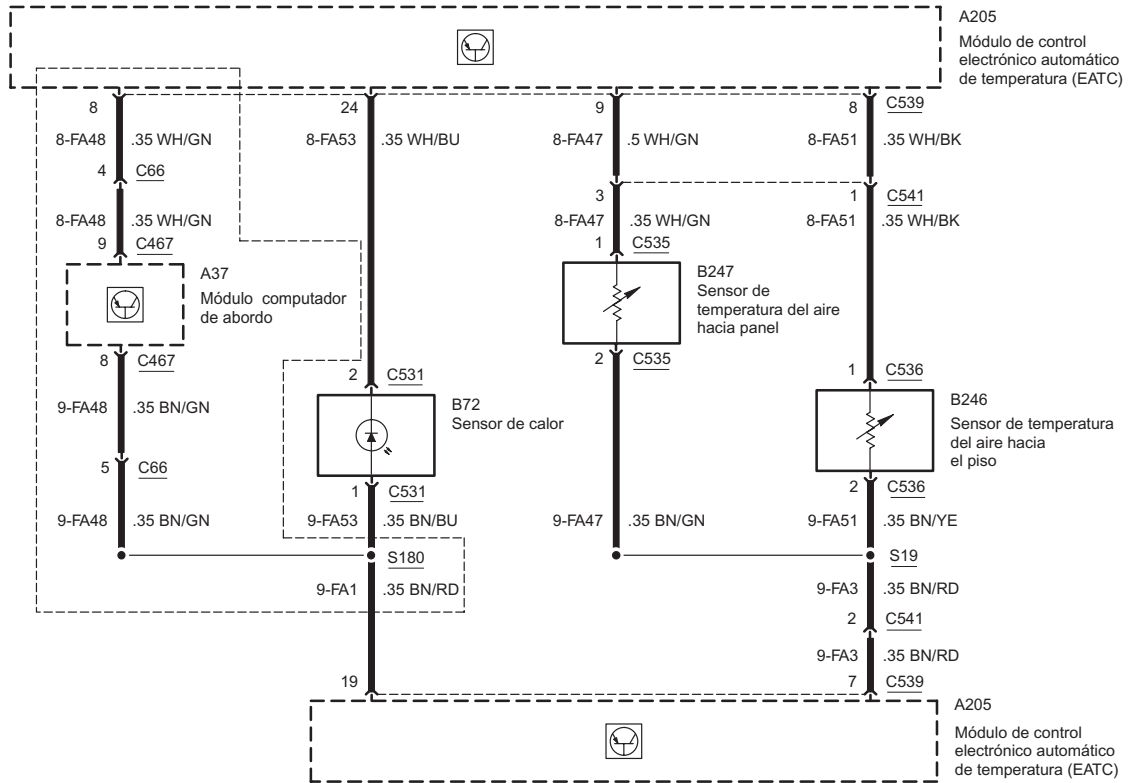 A205
Módulo de control
electrónico automático
de temperatura (EATC)
8 24 9 8 C539
8-FA48 .35 WH/GN 8-FA53 .35 WH/BU 8-FA47 .5 WH/GN 8-FA51 .35 WH/BK
4 C66
3 1 C541
8-FA48 .35 WH/GN 8-FA47 .35 WH/GN 8-FA51 .35 WH/BK
9 C467 1 C535
A37
Módulo computador
de abordo
B247
Sensor de
temperatura del aire
hacia panel
8 C467 2 C535
2 C531 1 C536
9-FA48 .35 BN/GN
B72
Sensor de calor
B246
Sensor de temperatura
del aire hacia
el piso
5 C66
1 C531 2 C536
9-FA48 .35 BN/GN 9-FA53 .35 BN/BU 9-FA47 .35 BN/GN 9-FA51 .35 BN/YE
S180 S19
9-FA1 .35 BN/RD 9-FA3 .35 BN/RD
2 C541
9-FA3 .35 BN/RD
19 7 C539
A205
Módulo de control
electrónico automático
de temperatura (EATC)